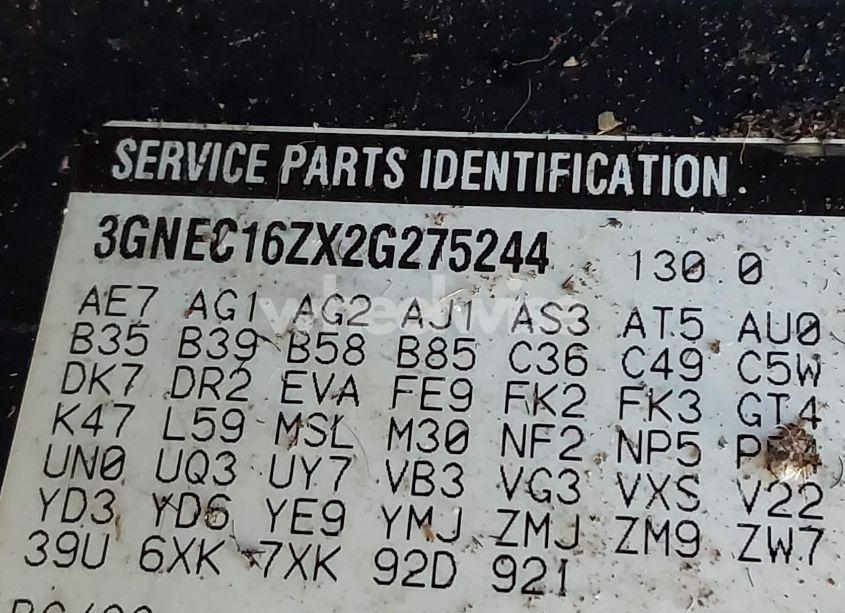 SERVICE PARTS IDENTIFICATION
3GNEC16ZX2G275244 130.0
AE7 AG1 AG2 AJ1 AS3 AT5 AU0
B35 B39 B58 B85 C36 C49 C5W
DK7 DR2 EVA FE9 FK2 FK3 GT4
K47 L59 MSL M30 NF2 NP5
UN0 UQ3 UY7 VB3 VG3 VXS V22
YD3 YD6 YE9 YMJ ZMJ ZM9 ZW7
39U 6XK 7XK 92D 92I